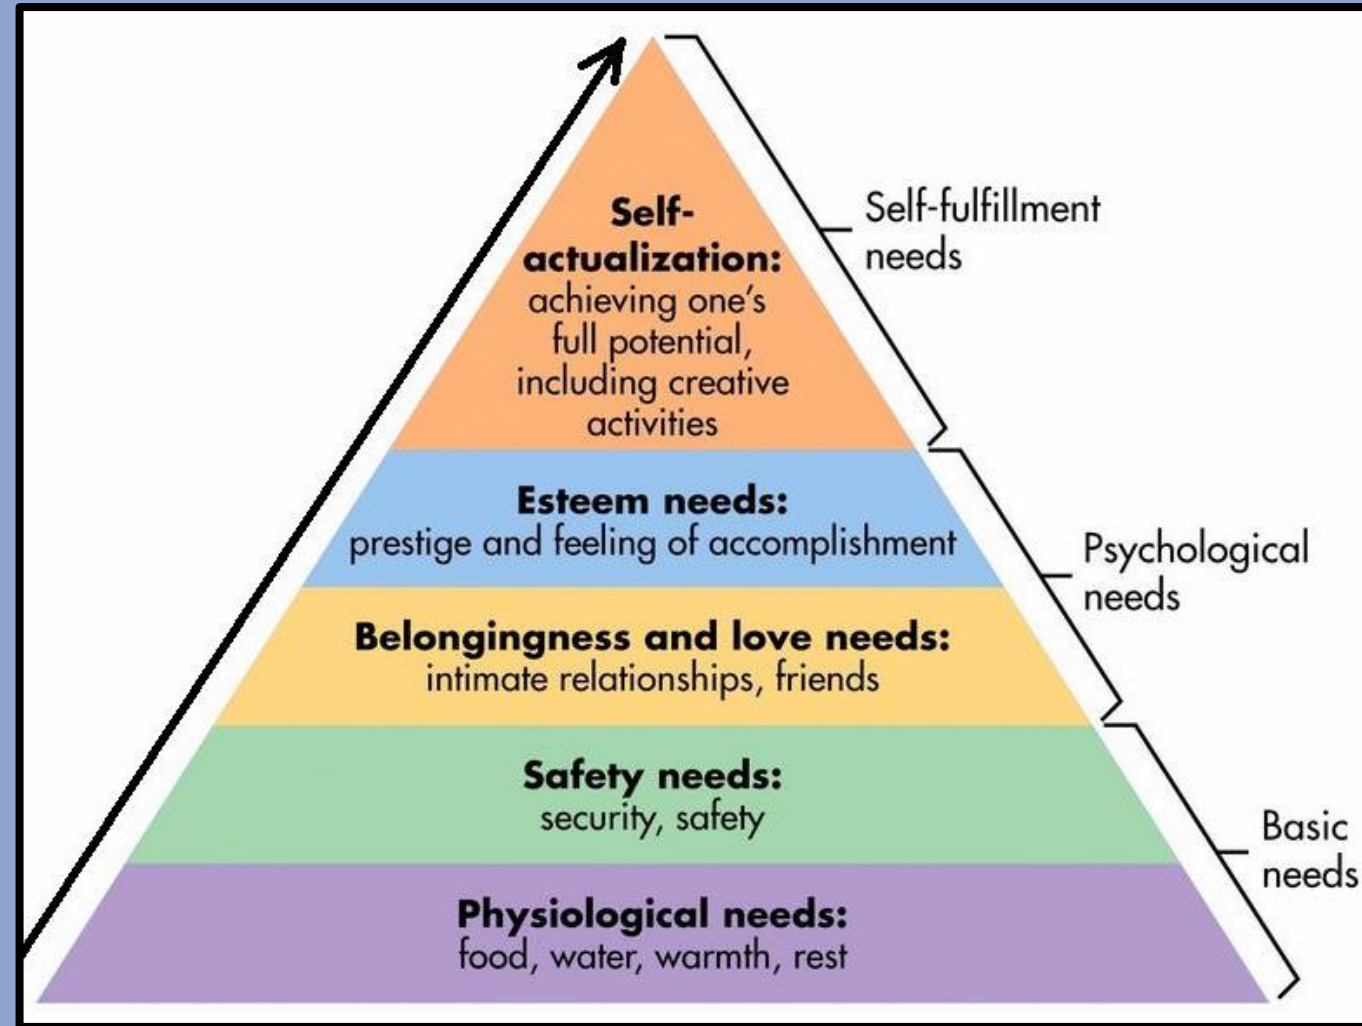 Self-
actualization:
achieving one's
full potential,
including creative
activities
Self-fulfillment
needs
Esteem needs:
prestige and feeling of accomplishment
Psychological
needs
Belongingness and love needs:
intimate relationships, friends
Safety needs:
security, safety
Basic
needs
Physiological needs:
food, water, warmth, rest